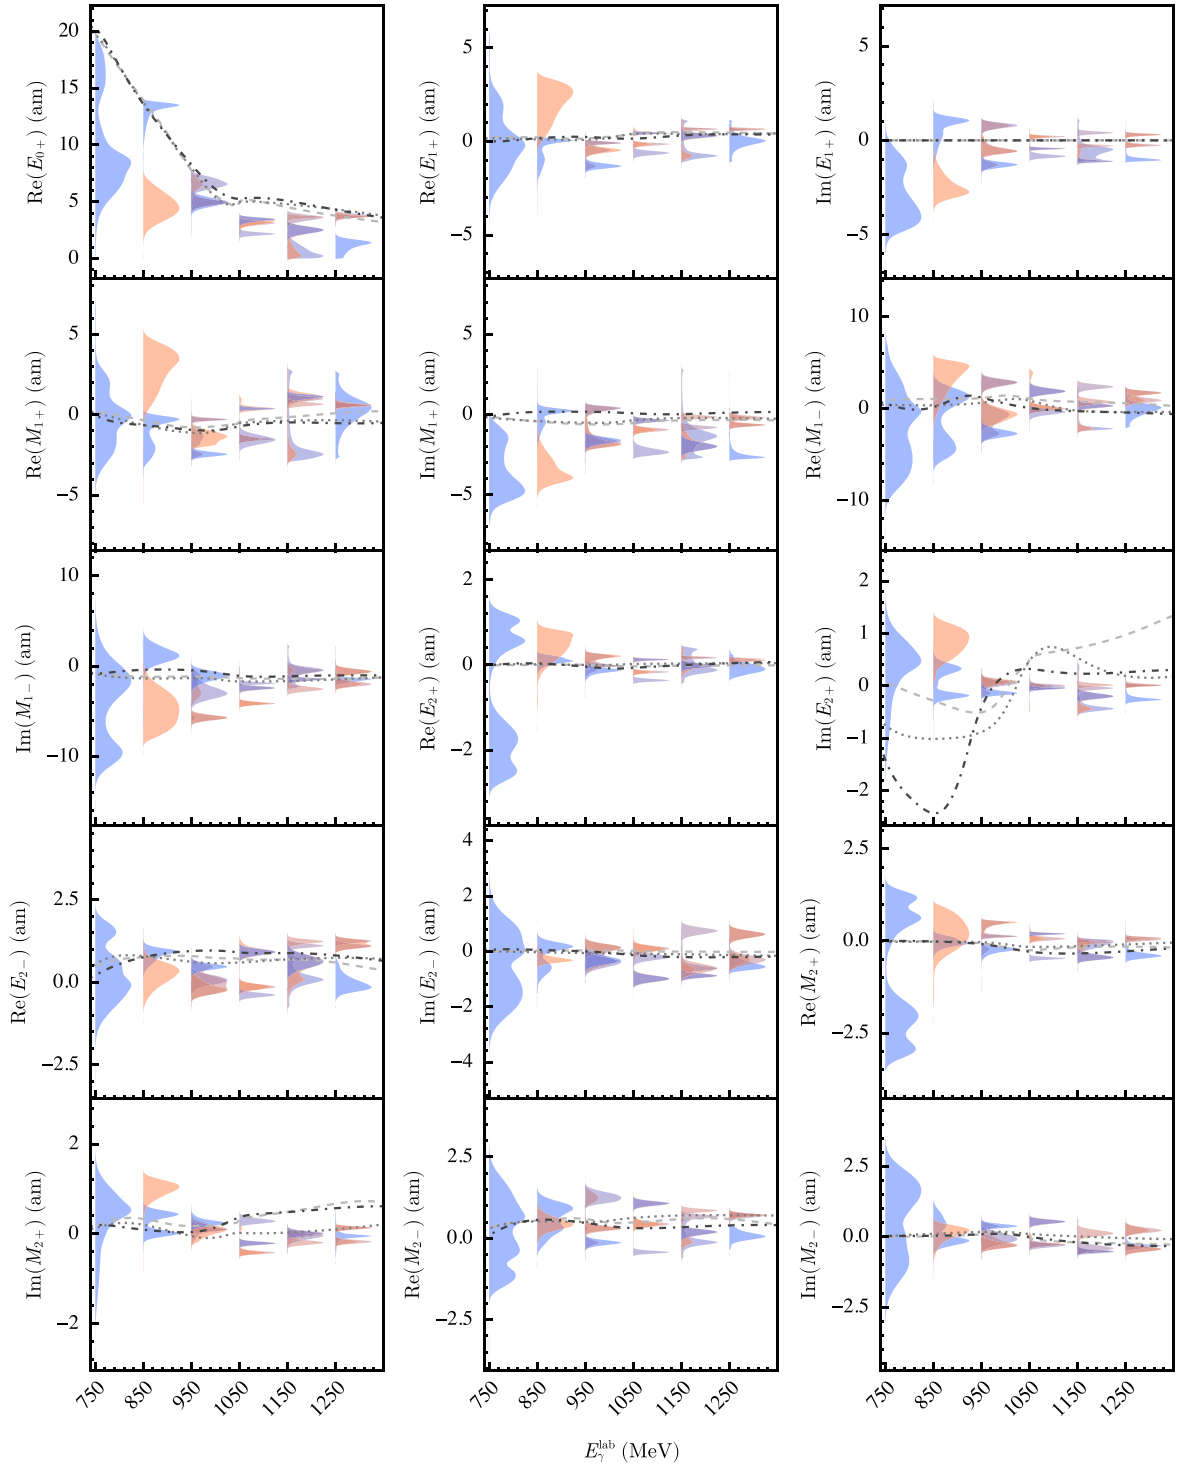 20
15
10
5
0
Re(E₀₊) (am)
5
0
−5
Re(E₁₊) (am)
5
0
−5
Im(E₁₊) (am)
5
0
−5
Re(M₁₊) (am)
5
0
−5
Im(M₁₊) (am)
10
0
−10
Re(M₁₋) (am)
10
0
−10
Im(M₁₋) (am)
2
0
−2
Re(E₂₊) (am)
2
1
0
−1
−2
Im(E₂₊) (am)
2.5
0.0
−2.5
Re(E₂₋) (am)
4
2
0
−2
−4
Im(E₂₋) (am)
2.5
0.0
−2.5
Re(M₂₊) (am)
2
0
−2
Im(M₂₊) (am)
2.5
0.0
−2.5
Re(M₂₋) (am)
2.5
0.0
−2.5
Im(M₂₋) (am)
750 850 950 1050 1150 1250
750 850 950 1050 1150 1250
750 850 950 1050 1150 1250
E_γ^lab (MeV)